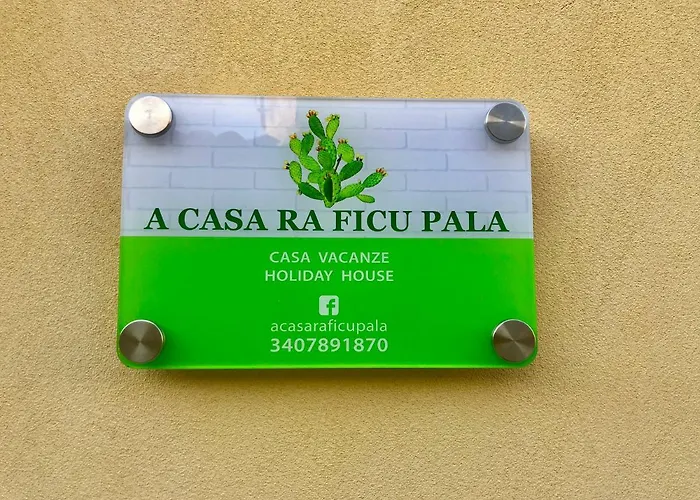 A CASA RA FICU PALA
CASA VACANZE
HOLIDAY HOUSE
f
acasaraficupala
3407891870